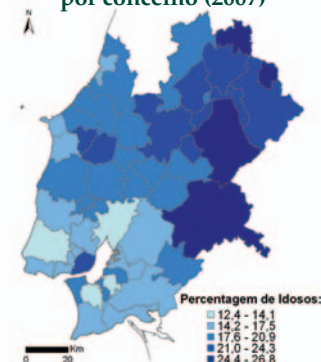 por concelho (2007)
N
Percentagem de Idosos:
12,4 - 14,1
14,2 - 17,5
17,6 - 20,9
21,0 - 24,3
24,4 - 26,8
Km
0 20